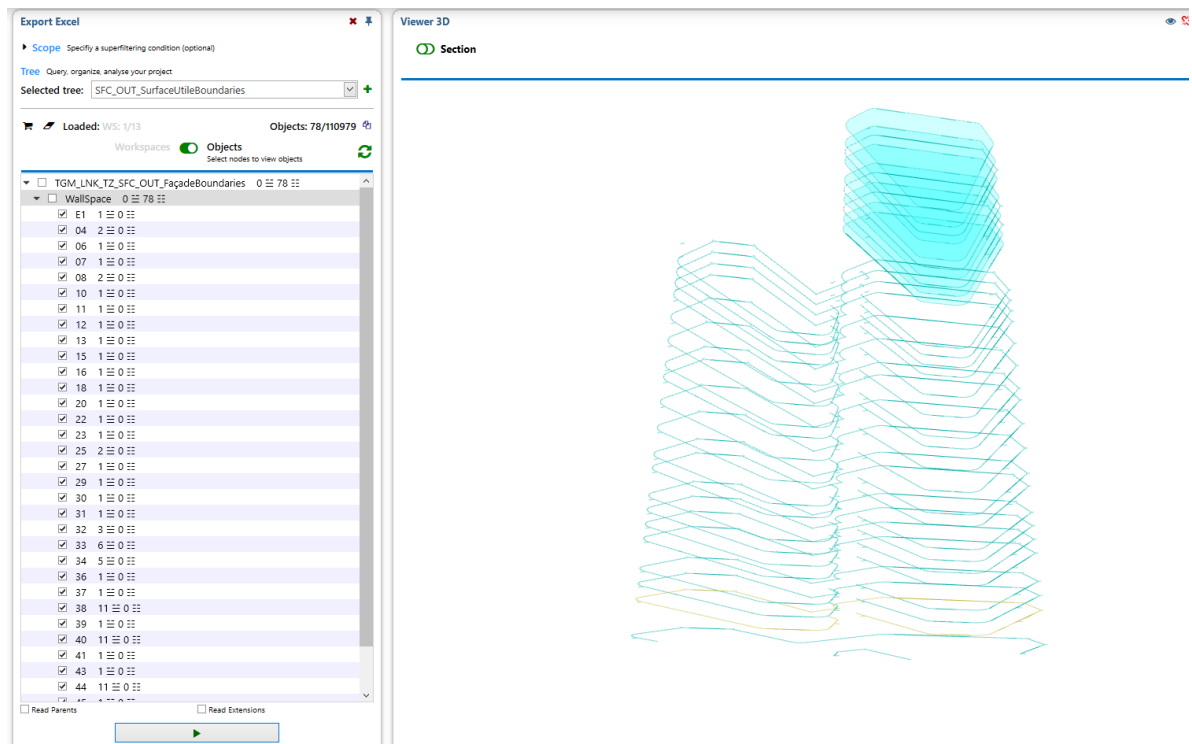 Export Excel
Scope Specifiy a superfiltering condition (optional)
Tree Query, organize, analyse your project
Selected tree: SFC_OUT_SurfaceUtileBoundaries
Loaded: WS: 1/13 Objects: 78/110979
Workspaces Objects
Select nodes to view objects
TGM_LNK_TZ_SFC_OUT_FaçadeBoundaries 0 78
WallSpace 0 78
E1 1 0
04 2 0
06 1 0
07 1 0
08 2 0
10 1 0
11 1 0
12 1 0
13 1 0
15 1 0
16 1 0
18 1 0
20 1 0
22 1 0
23 1 0
25 2 0
27 1 0
29 1 0
30 1 0
31 1 0
32 3 0
33 6 0
34 5 0
36 1 0
37 1 0
38 11 0
39 1 0
40 11 0
41 1 0
43 1 0
44 11 0
Read Parents Read Extensions
Viewer 3D
Section